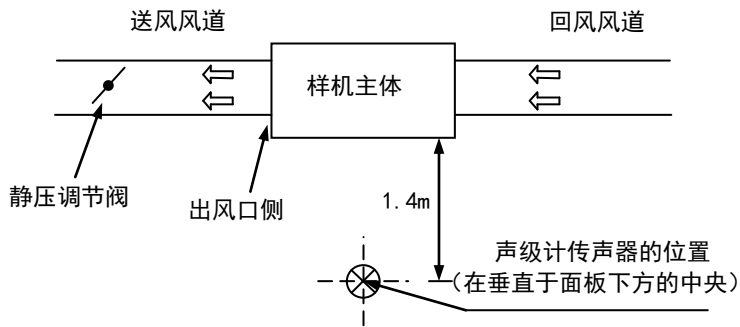 送风风道
回风风道
样机主体
静压调节阀
出风口侧
1.4m
声级计传声器的位置
(在垂直于面板下方的中央)